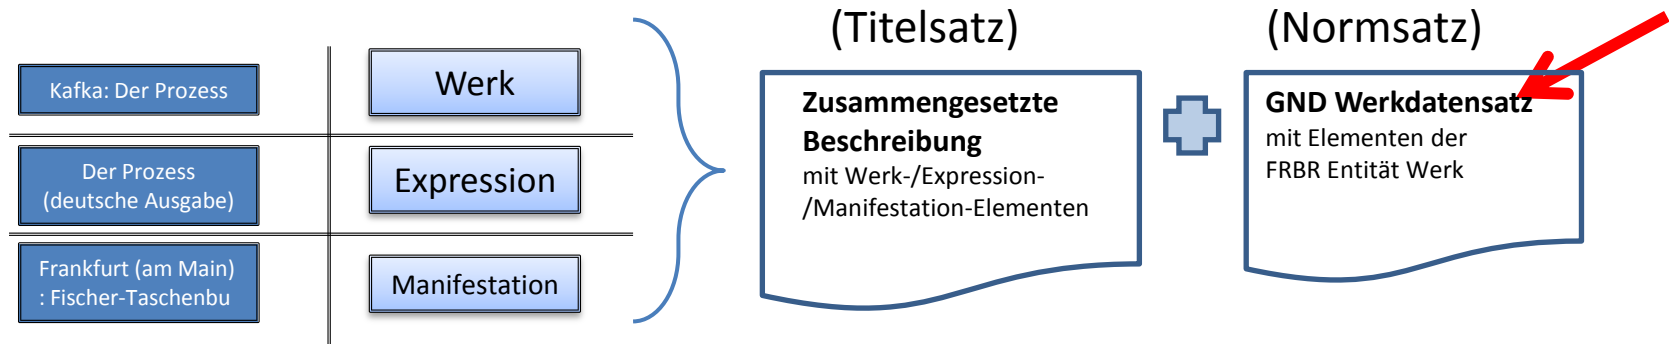 Kafka: Der Prozess
Werk
Der Prozess
(deutsche Ausgabe)
Expression
Frankfurt (am Main)
: Fischer-Taschenbu
Manifestation
(Titelsatz)
Zusammengesetzte
Beschreibung
mit Werk-/Expression-
/Manifestation-Elementen
(Normsatz)
GND Werkdatensatz
mit Elementen der
FRBR Entität Werk